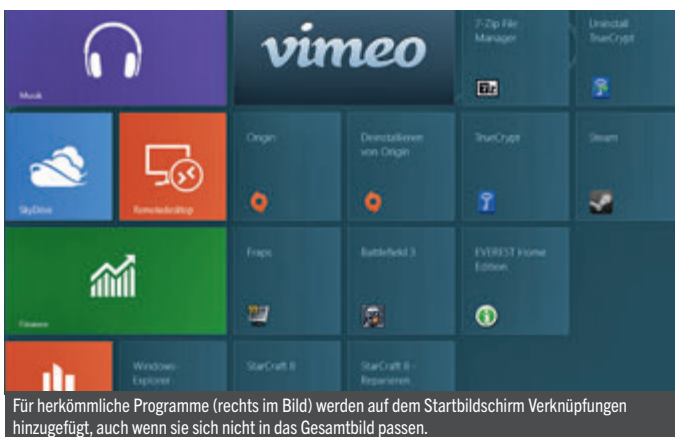 vimeo
7-Zip File
Manager
Uninstall
TrueCrypt
Musik
Origin
Deinstallieren
von Origin
TrueCrypt
Steam
SkyDrive
Remotedesktop
Fraps
Battlefield 3
EVEREST Home
Edition
Finanzen
Windows-
Explorer
StarCraft II
StarCraft II -
Reparieren
Für herkömmliche Programme (rechts im Bild) werden auf dem Startbildschirm Verknüpfungen
hinzugefügt, auch wenn sie sich nicht in das Gesamtbild passen.